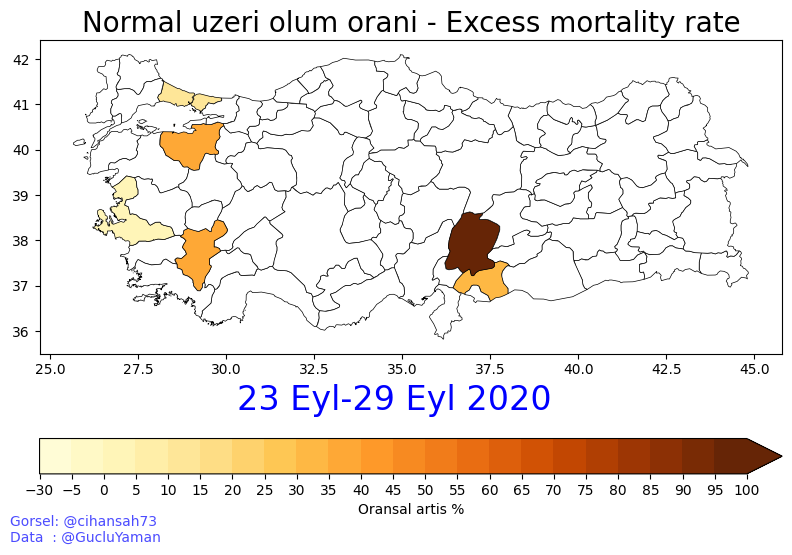 Normal uzeri olum orani - Excess mortality rate
42
41
40
39
38
37
36
25.0 27.5 30.0 32.5 35.0 37.5 40.0 42.5 45.0
23 Eyl-29 Eyl 2020
−30 −5 0 5 10 15 20 25 30 35 40 45 50 55 60 65 70 75 80 85 90 95 100
Oransal artis %
Gorsel: @cihansah73
Data : @GucluYaman